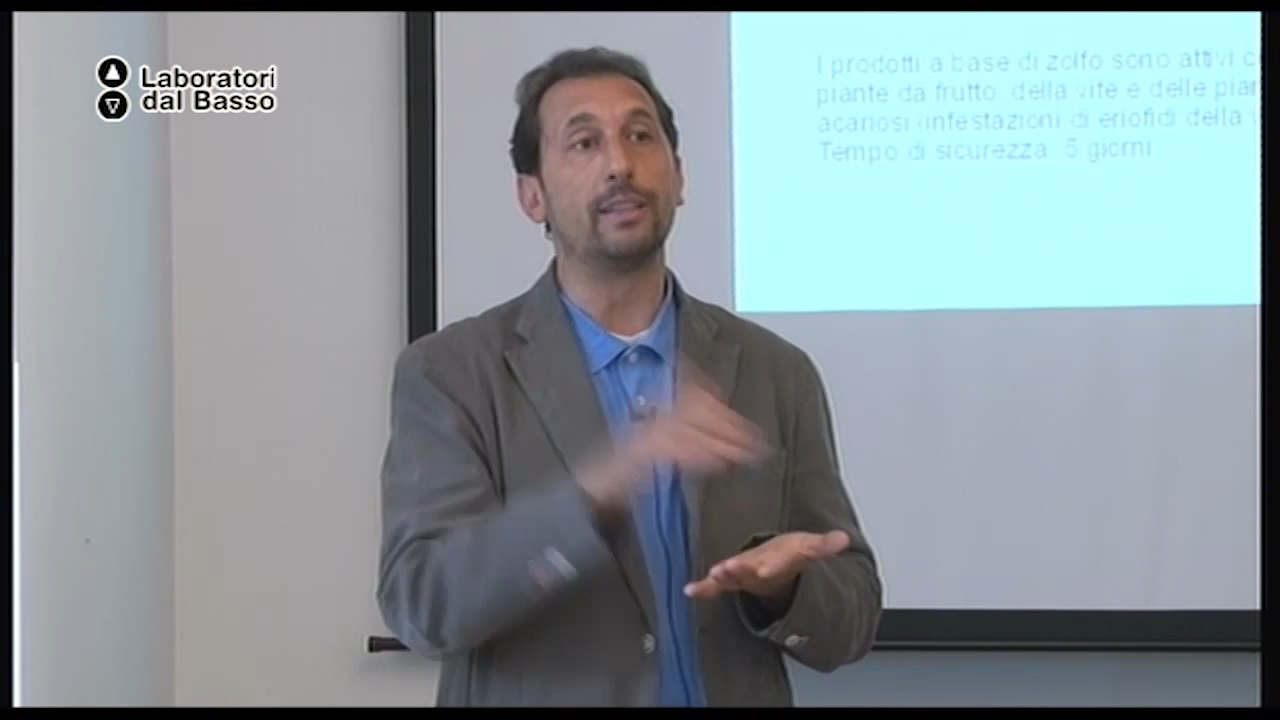 Laboratori
dal Basso
I prodotti a base di zolfo sono attivi
piante da frutto, della vite e delle
acariosi (infestazioni di eriofidi della
Tempo di sicurezza: 5 giorni